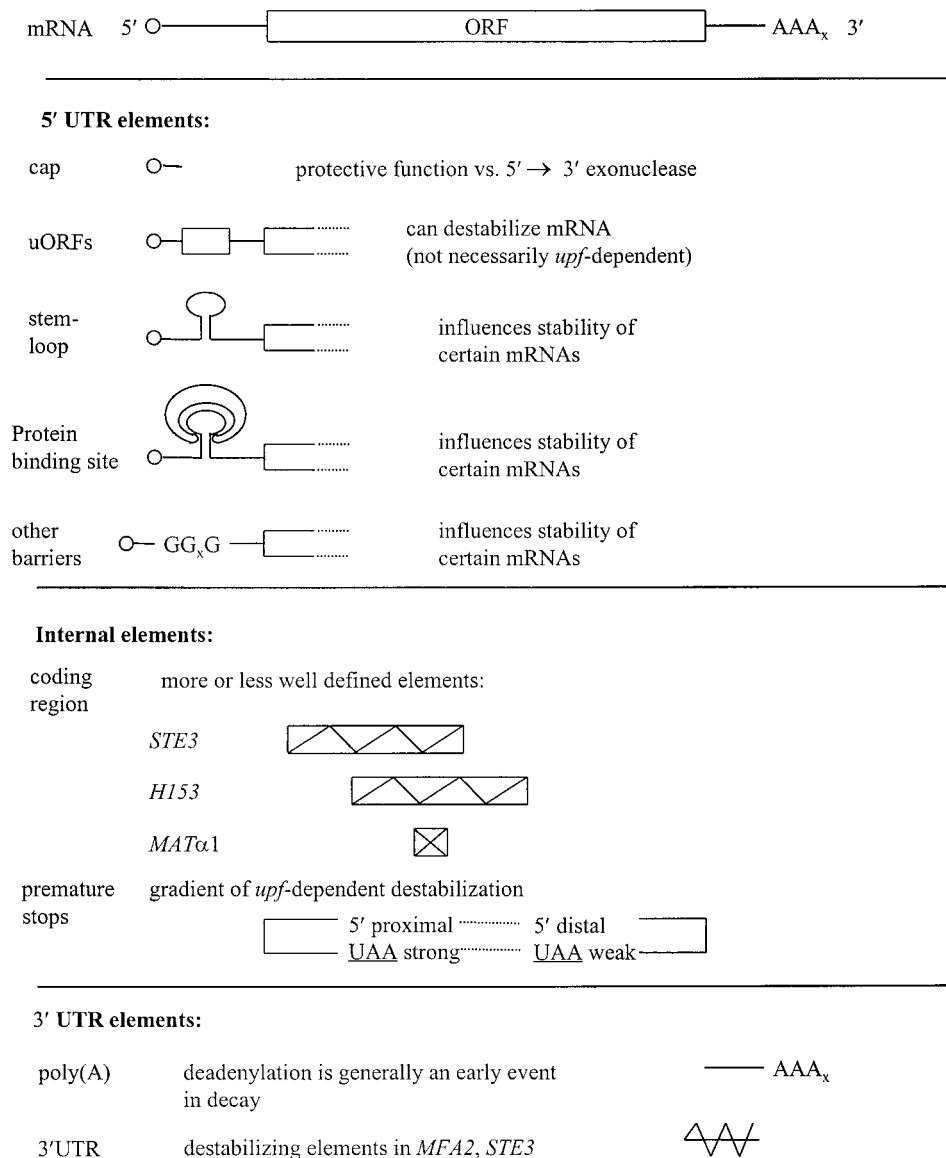 mRNA 5′ ORF AAAx 3′
5′ UTR elements:
cap protective function vs. 5′ → 3′ exonuclease
uORFs can destabilize mRNA
(not necessarily upf-dependent)
stem-
loop
influences stability of
certain mRNAs
Protein
binding site
influences stability of
certain mRNAs
other
barriers
GGxG
influences stability of
certain mRNAs
Internal elements:
coding
region
more or less well defined elements:
STE3
H153
MATα1
premature
stops
gradient of upf-dependent destabilization
5′ proximal 5′ distal
UAA strong UAA weak
3′ UTR elements:
poly(A) deadenylation is generally an early event
in decay
AAAx
3′UTR destabilizing elements in MFA2, STE3